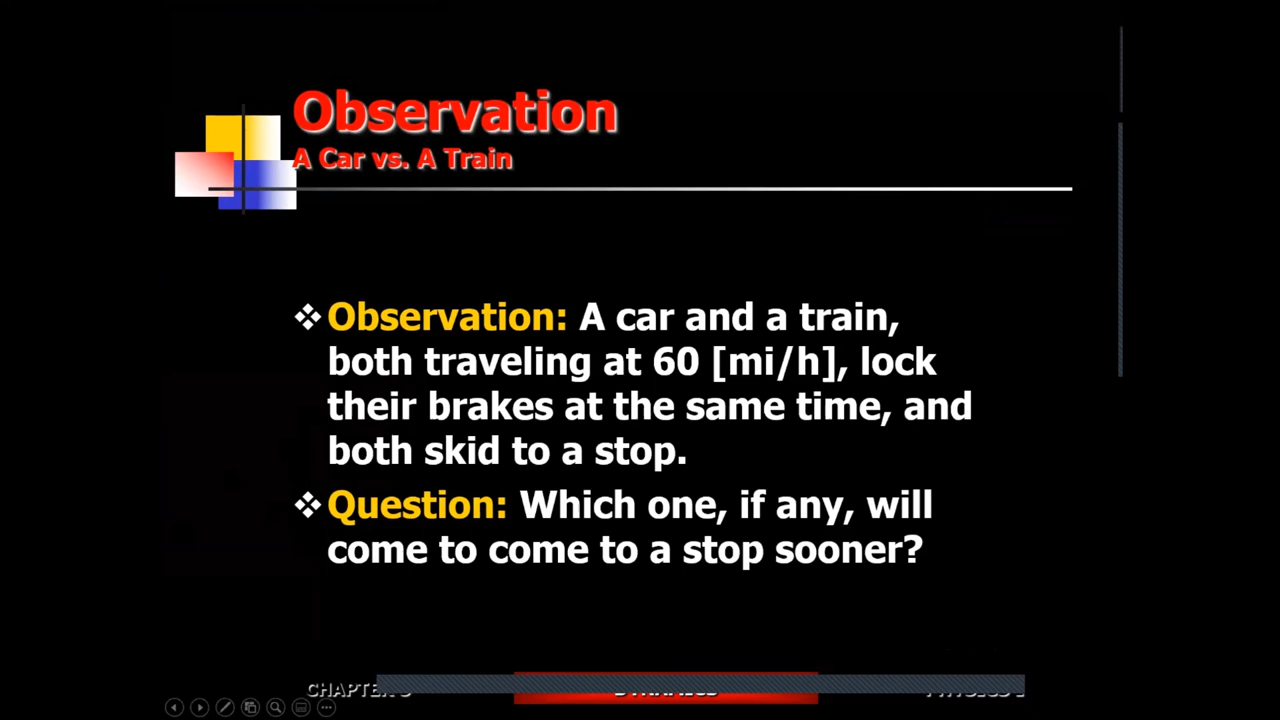 Observation
A Car vs. A Train
❖ Observation: A car and a train,
both traveling at 60 [mi/h], lock
their brakes at the same time, and
both skid to a stop.
❖ Question: Which one, if any, will
come to come to a stop sooner?
CHAPTER